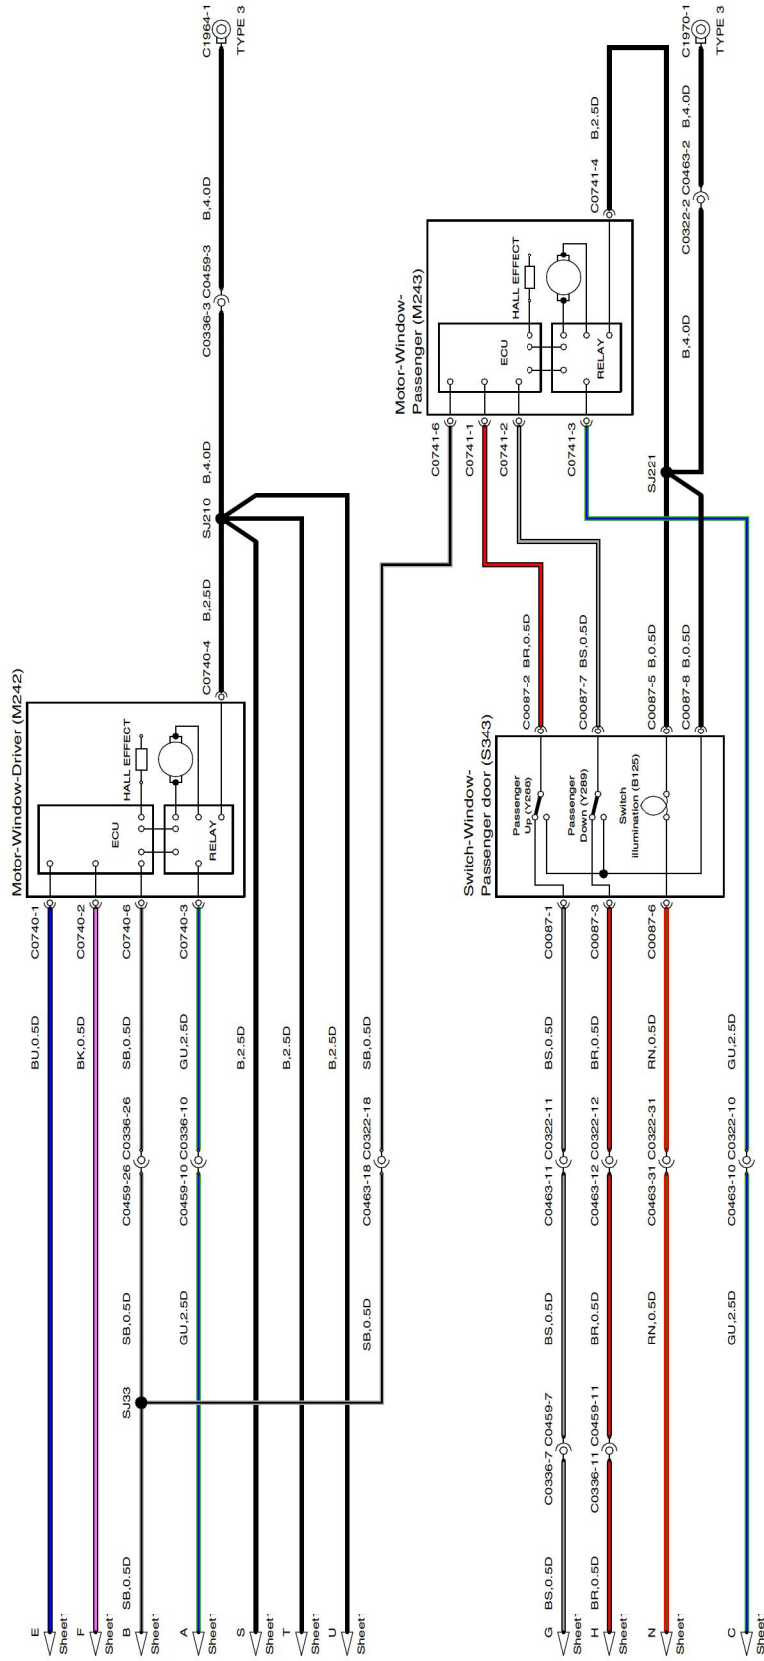 C1964-1
TYPE 3
B,4.0D
C0336-3 C0459-3
B,4.0D
SJ210
B,2.5D
C0740-4
Motor-Window-Driver (M242)
HALL EFFECT
ECU
RELAY
C0740-1
C0740-2
C0740-6
C0740-3
BU,0.5D
BK,0.5D
SB,0.5D
GU,2.5D
B,2.5D
B,2.5D
B,2.5D
SB,0.5D
C0459-26 C0336-26
C0459-10 C0336-10
C0463-18 C0322-18
SB,0.5D
GU,2.5D
SB,0.5D
SJ33
SB,0.5D
E
Sheet
F
Sheet
B
Sheet
A
Sheet
S
Sheet
T
Sheet
U
Sheet
C1970-1
TYPE 3
B,2.5D
B,4.0D
C0741-4
C0322-2 C0463-2
B,4.0D
Motor-Window-
Passenger (M243)
HALL EFFECT
ECU
RELAY
C0741-6
C0741-1
C0741-2
C0741-3
SJ221
C0087-2 BR,0.5D
C0087-7 BS,0.5D
C0087-5 B,0.5D
C0087-8 B,0.5D
Switch-Window-
Passenger door (S343)
Passenger
Up (Y288)
Passenger
Down (Y289)
Switch
illumination (B125)
C0087-1
C0087-3
C0087-6
BS,0.5D
BR,0.5D
RN,0.5D
GU,2.5D
C0463-11 C0322-11
C0463-12 C0322-12
C0463-31 C0322-31
C0463-10 C0322-10
BS,0.5D
BR,0.5D
RN,0.5D
GU,2.5D
C0336-7 C0459-7
C0336-11 C0459-11
BS,0.5D
BR,0.5D
G
Sheet
H
Sheet
N
Sheet
C
Sheet